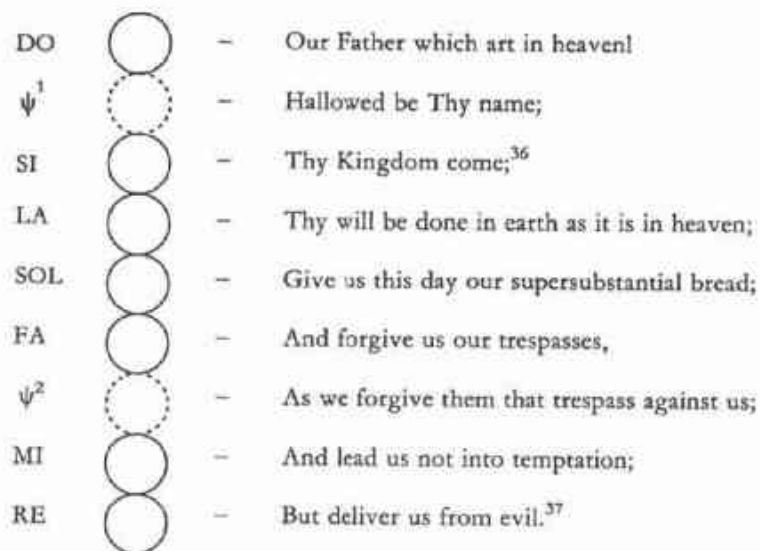 DO – Our Father which art in heaven!
ψ¹ – Hallowed be Thy name;
SI – Thy Kingdom come;³⁶
LA – Thy will be done in earth as it is in heaven;
SOL – Give us this day our supersubstantial bread;
FA – And forgive us our trespasses,
ψ² – As we forgive them that trespass against us;
MI – And lead us not into temptation;
RE – But deliver us from evil.³⁷